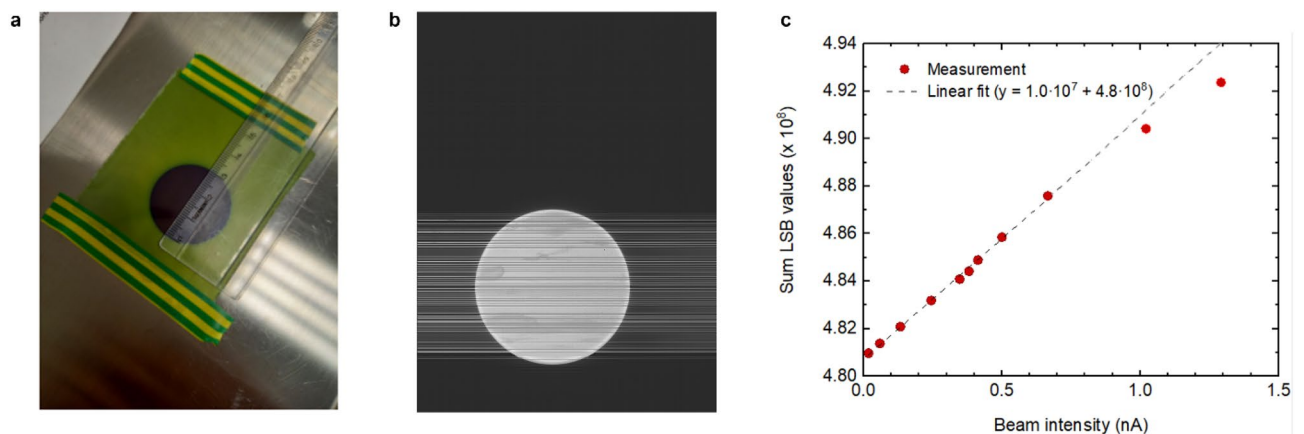 a
b
c
4.94
4.92
4.90
4.88
4.86
4.84
4.82
4.80
Sum LSB values (x 10⁸)
Measurement
Linear fit (y = 1.0·10⁷ + 4.8·10⁸)
0.0 0.5 1.0 1.5
Beam intensity (nA)